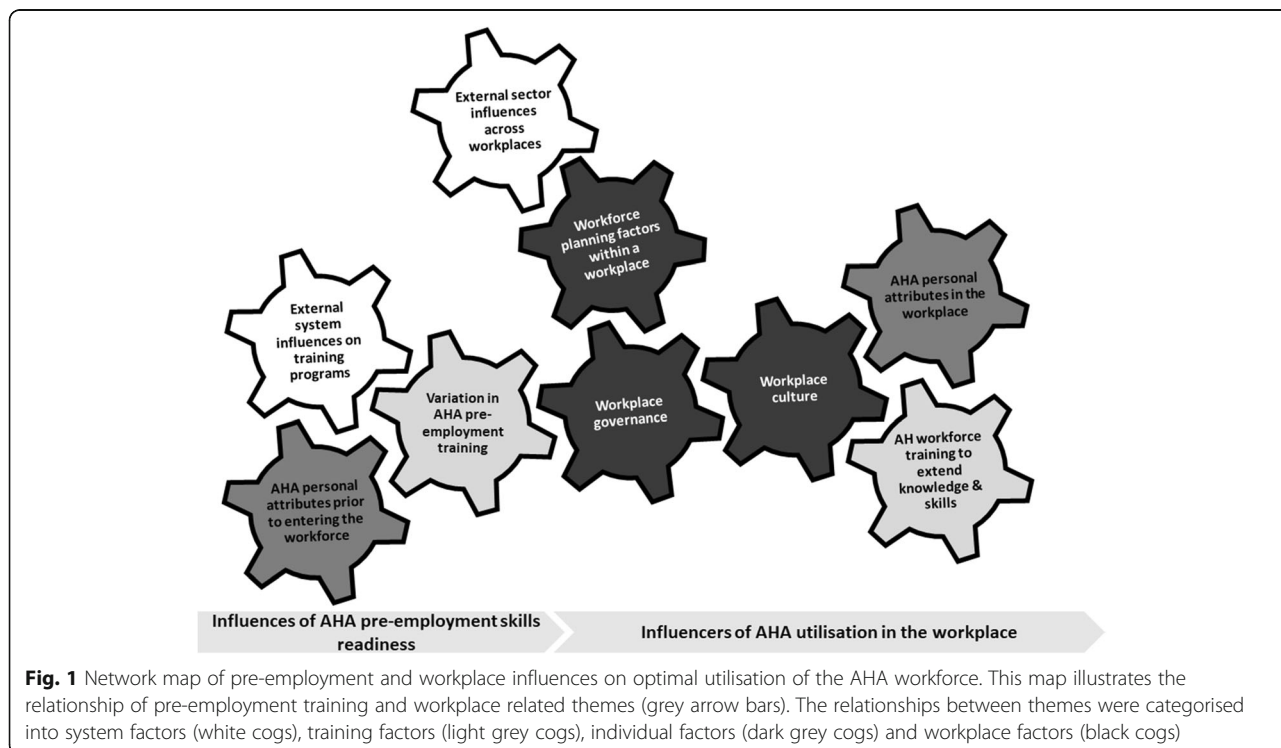 External sector
influences
across
workplaces
Workforce
planning factors
within a
workplace
AHA personal
attributes in the
workplace
External
system
influences on
training
programs
Variation in
AHA pre-
employment
training
Workplace
governance
Workplace
culture
AH workforce
training to
extend
knowledge &
skills
AHA personal
attributes prior
to entering the
workforce
Influences of AHA pre-employment skills
readiness
Influencers of AHA utilisation in the workplace
Fig. 1 Network map of pre-employment and workplace influences on optimal utilisation of the AHA workforce. This map illustrates the
relationship of pre-employment training and workplace related themes (grey arrow bars). The relationships between themes were categorised
into system factors (white cogs), training factors (light grey cogs), individual factors (dark grey cogs) and workplace factors (black cogs)